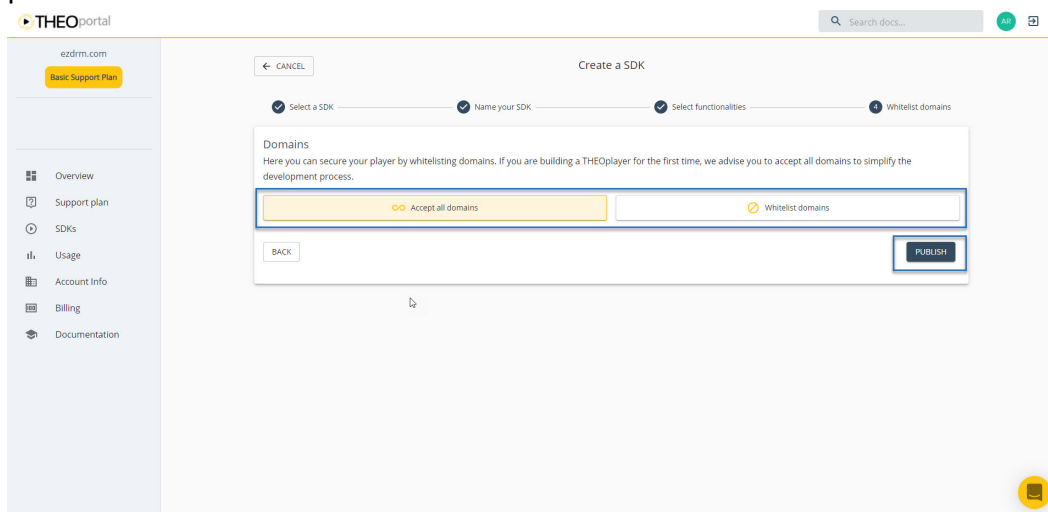 THEOportal
Search docs...
AR
ezdrm.com
Basic Support Plan
Overview
Support plan
SDKs
Usage
Account Info
Billing
Documentation
CANCEL
Create a SDK
Select a SDK
Name your SDK
Select functionalities
4 Whitelist domains
Domains
Here you can secure your player by whitelisting domains. If you are building a THEOplayer for the first time, we advise you to accept all domains to simplify the
development process.
Accept all domains
Whitelist domains
BACK
PUBLISH